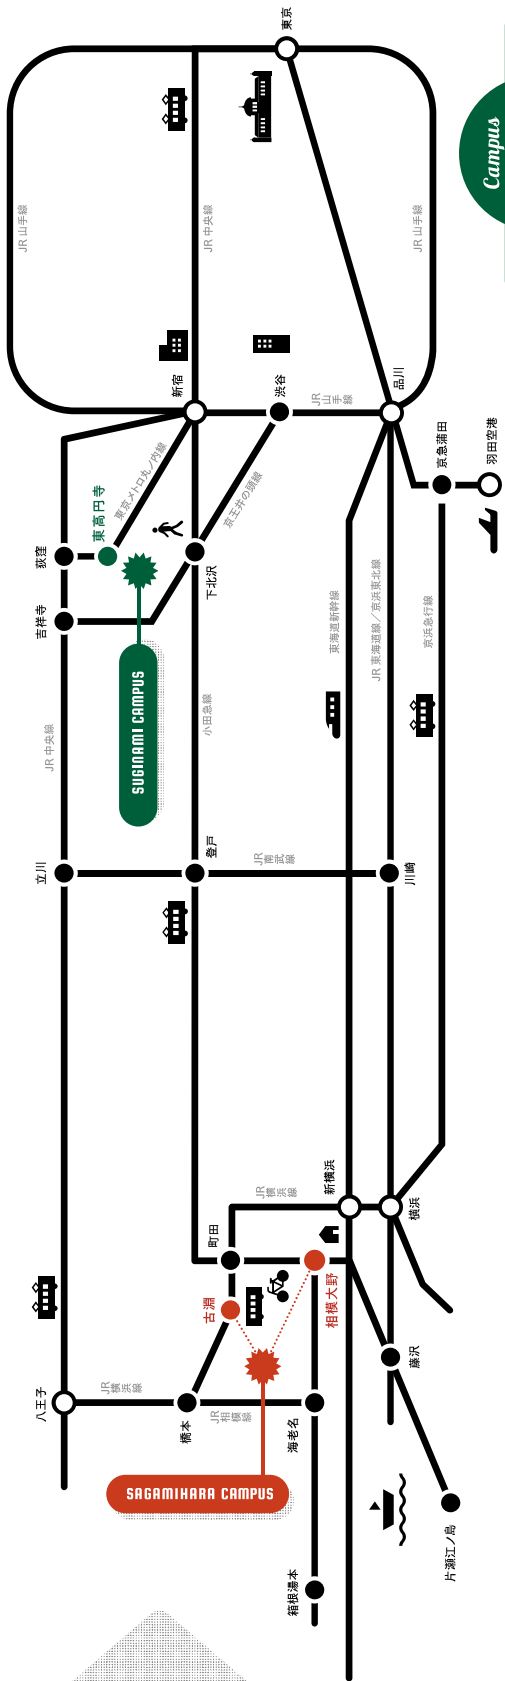 東京
Campus
JR 山手線
JR 中央線
JR 山手線
新宿
渋谷
JR
山
手
線
品川
東京メトロ丸ノ内線
京王井の頭線
京急蒲田
羽田空港
荻窪
東高円寺
下北沢
吉祥寺
東海道新幹線
JR 東海道線／京浜東北線
京浜急行線
SUGINAMI CAMPUS
小田急線
JR 中央線
立川
登戸
JR
南
武
線
川崎
JR
横
浜
線
新横浜
横浜
町田
古淵
相模大野
八王子
JR
横
浜
線
橋本
JR
相
模
線
海老名
藤沢
SAGAMIHARA CAMPUS
箱根湯本
片瀬江ノ島